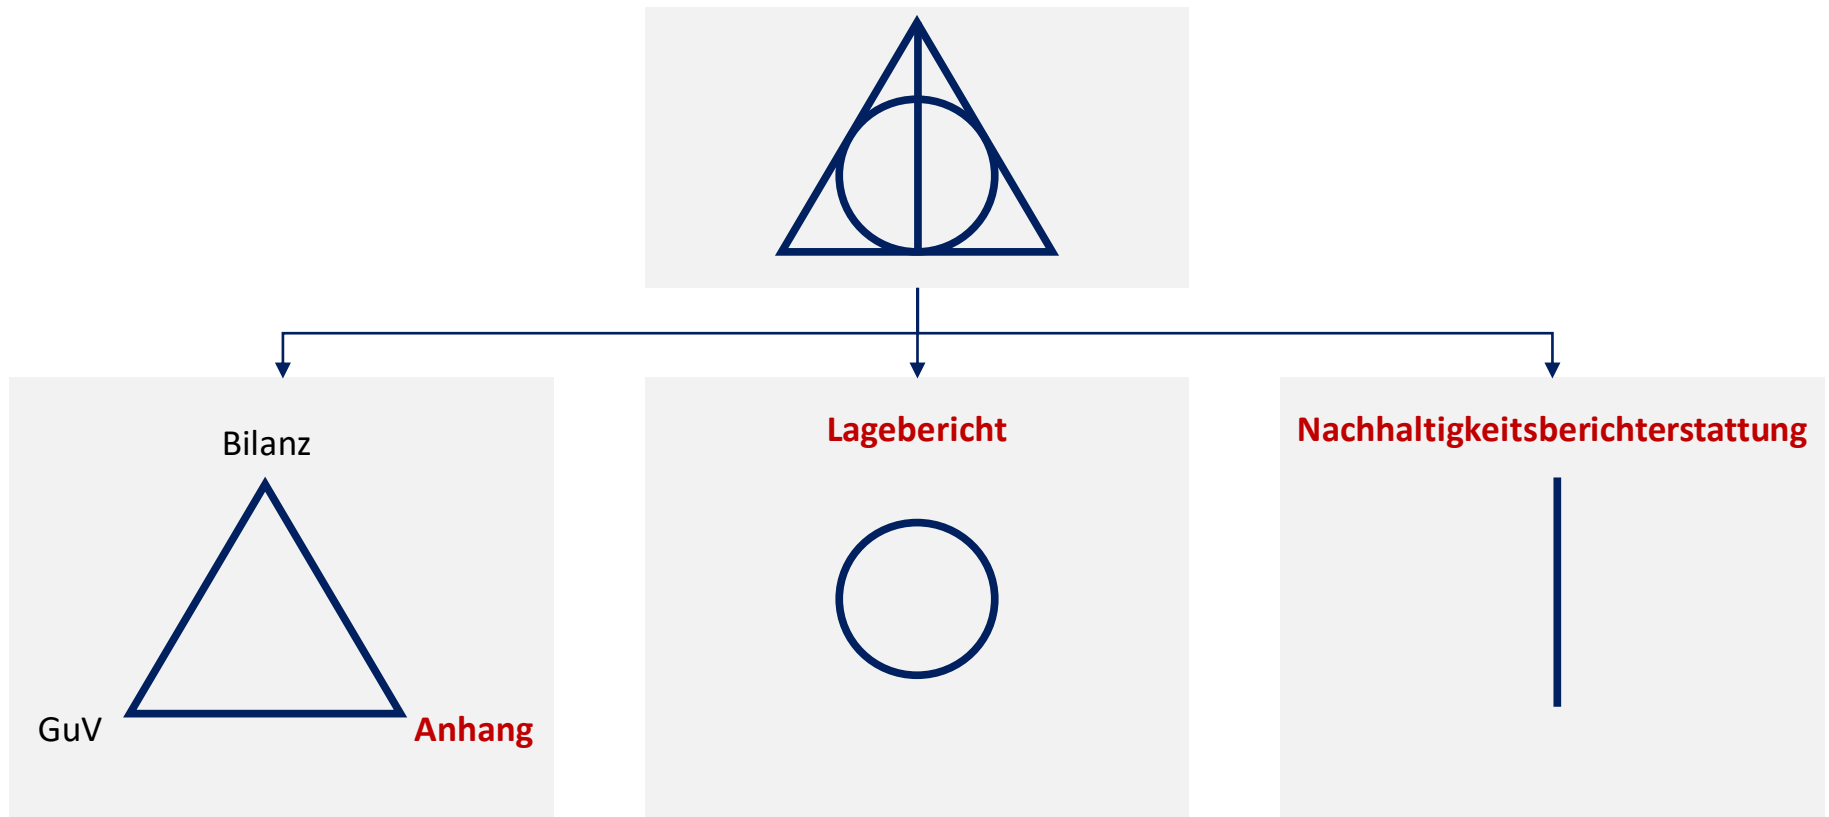 Bilanz
GuV
Anhang
Lagebericht
Nachhaltigkeitsberichterstattung